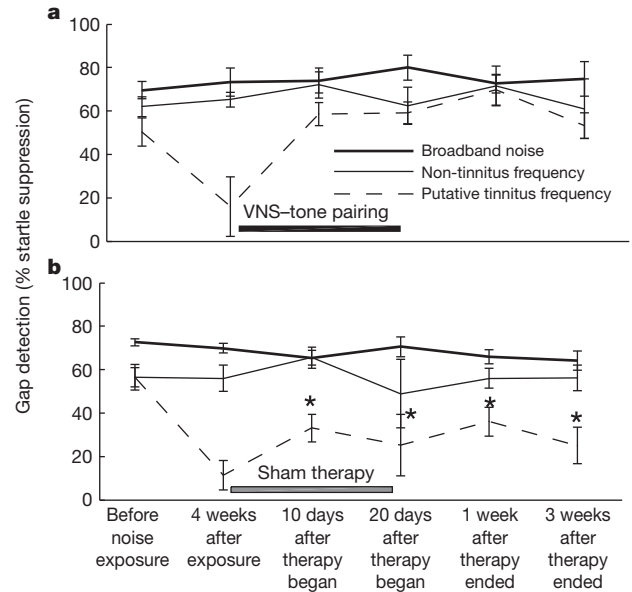 a
100
80
60
40
20
0
Broadband noise
Non-tinnitus frequency
Putative tinnitus frequency
VNS–tone pairing
Gap detection (% startle suppression)
b
100
80
60
40
20
0
*
*
*
*
Sham therapy
Before
noise
exposure
4 weeks
after
exposure
10 days
after
therapy
began
20 days
after
therapy
began
1 week
after
therapy
ended
3 weeks
after
therapy
ended